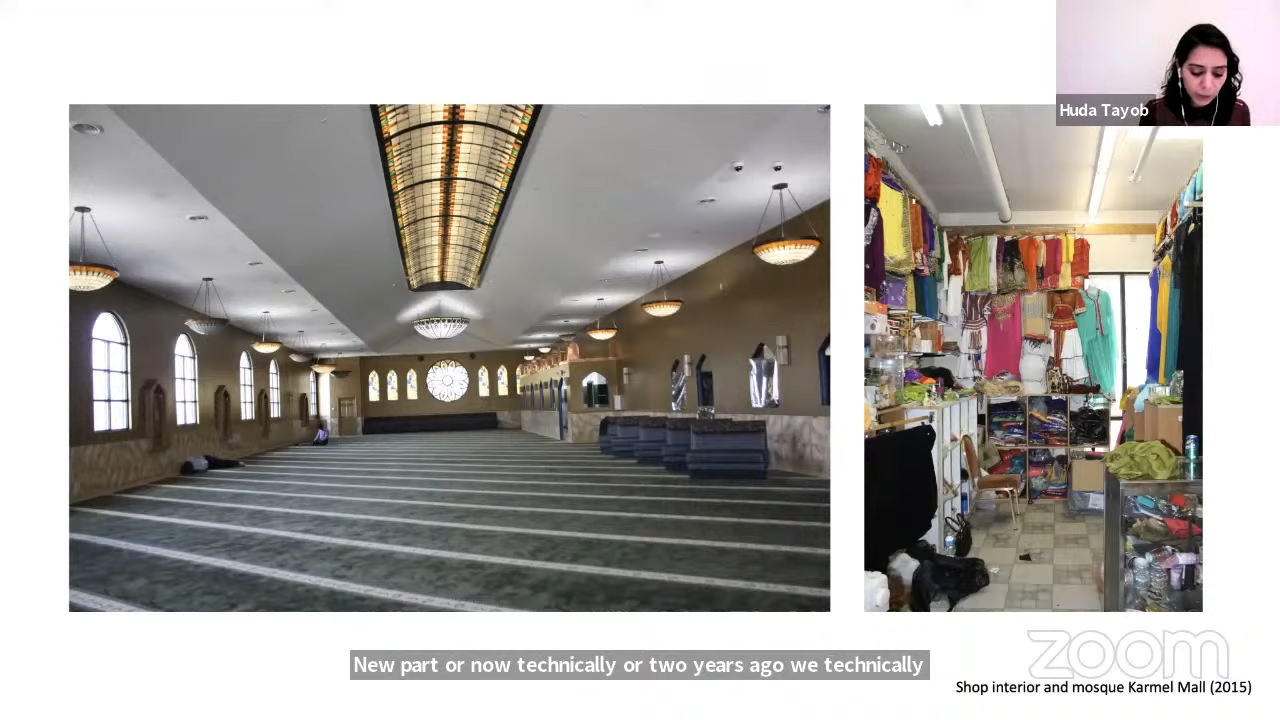 Huda Tayob
New part or now technically or two years ago we technically
zoom
Shop interior and mosque Karmel Mall (2015)